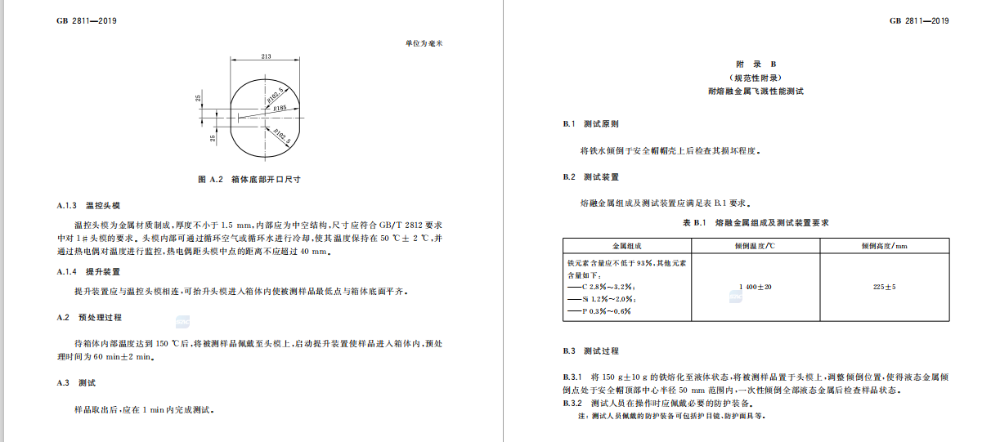 GB 2811—2019
单位为毫米
213
R102.5
25
R185
25
R102.5
图 A.2 箱体底部开口尺寸
A.1.3 温控头模
温控头模为金属材质制成,厚度不小于 1.5 mm,内部应为中空结构,尺寸应符合 GB/T 2812 要求
中对 1# 头模的要求。头模内部可通过循环空气或循环水进行冷却,使其温度保持在 50 ℃± 2 ℃,并
通过热电偶对温度进行监控,热电偶距头模中点的距离不应超过 40 mm。
A.1.4 提升装置
提升装置应与温控头模相连,可抬升头模进入箱体内使被测样品最低点与箱体底面平齐。
A.2 预处理过程
待箱体内部温度达到 150 ℃后,将被测样品佩戴至头模上,启动提升装置使样品进入箱体内,预处
理时间为 60 min±2 min。
A.3 测试
样品取出后,应在 1 min 内完成测试。
GB 2811—2019
附 录 B
(规范性附录)
耐熔融金属飞溅性能测试
B.1 测试原则
将铁水倾倒于安全帽帽壳上后检查其损坏程度。
B.2 测试装置
熔融金属组成及测试装置应满足表 B.1 要求。
表 B.1 熔融金属组成及测试装置要求
金属组成 倾倒温度/℃ 倾倒高度/mm
铁元素含量应不低于 93%,其他元素
含量如下:
——C 2.8%~3.2%;
1 400±20 225±5
——Si 1.2%~2.0%;
——P 0.3%~0.6%
B.3 测试过程
B.3.1 将 150 g±10 g 的铁熔化至液体状态,将被测样品置于头模上,调整倾倒位置,使得液态金属倾
倒点处于安全帽顶部中心半径 50 mm 范围内,一次性倾倒全部液态金属后检查样品状态。
B.3.2 测试人员在操作时应佩戴必要的防护装备。
注:测试人员佩戴的防护装备可包括护目镜、防护面具等。